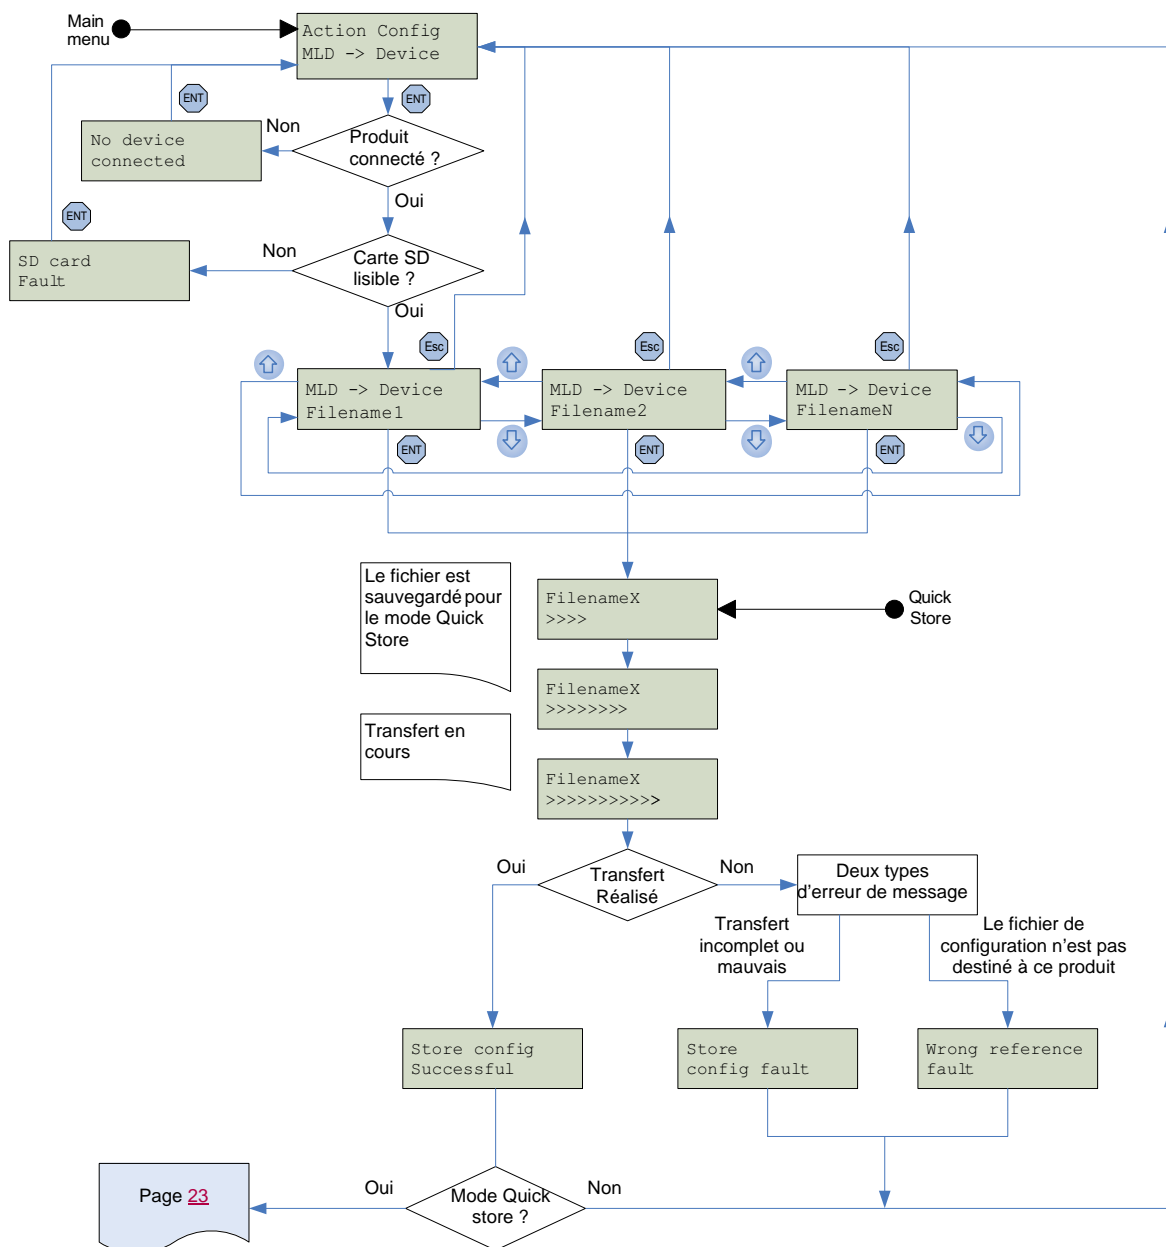 Main
menu
Action Config
MLD -> Device
ENT
ENT
No device
connected
Non
Produit
connecté ?
Oui
ENT
SD card
Fault
Non
Carte SD
lisible ?
Oui
Esc
Esc
Esc
MLD -> Device
Filename1
MLD -> Device
Filename2
MLD -> Device
FilenameN
ENT
ENT
ENT
Le fichier est
sauvegardé pour
le mode Quick
Store
FilenameX
>>>>
Quick
Store
FilenameX
>>>>>>>>
Transfert en
cours
FilenameX
>>>>>>>>>>>
Oui
Transfert
Réalisé
Non
Deux types
d'erreur de message
Transfert
incomplet ou
mauvais
Le fichier de
configuration n'est pas
destiné à ce produit
Store config
Successful
Store
config fault
Wrong reference
fault
Page 23
Oui
Mode Quick
store ?
Non